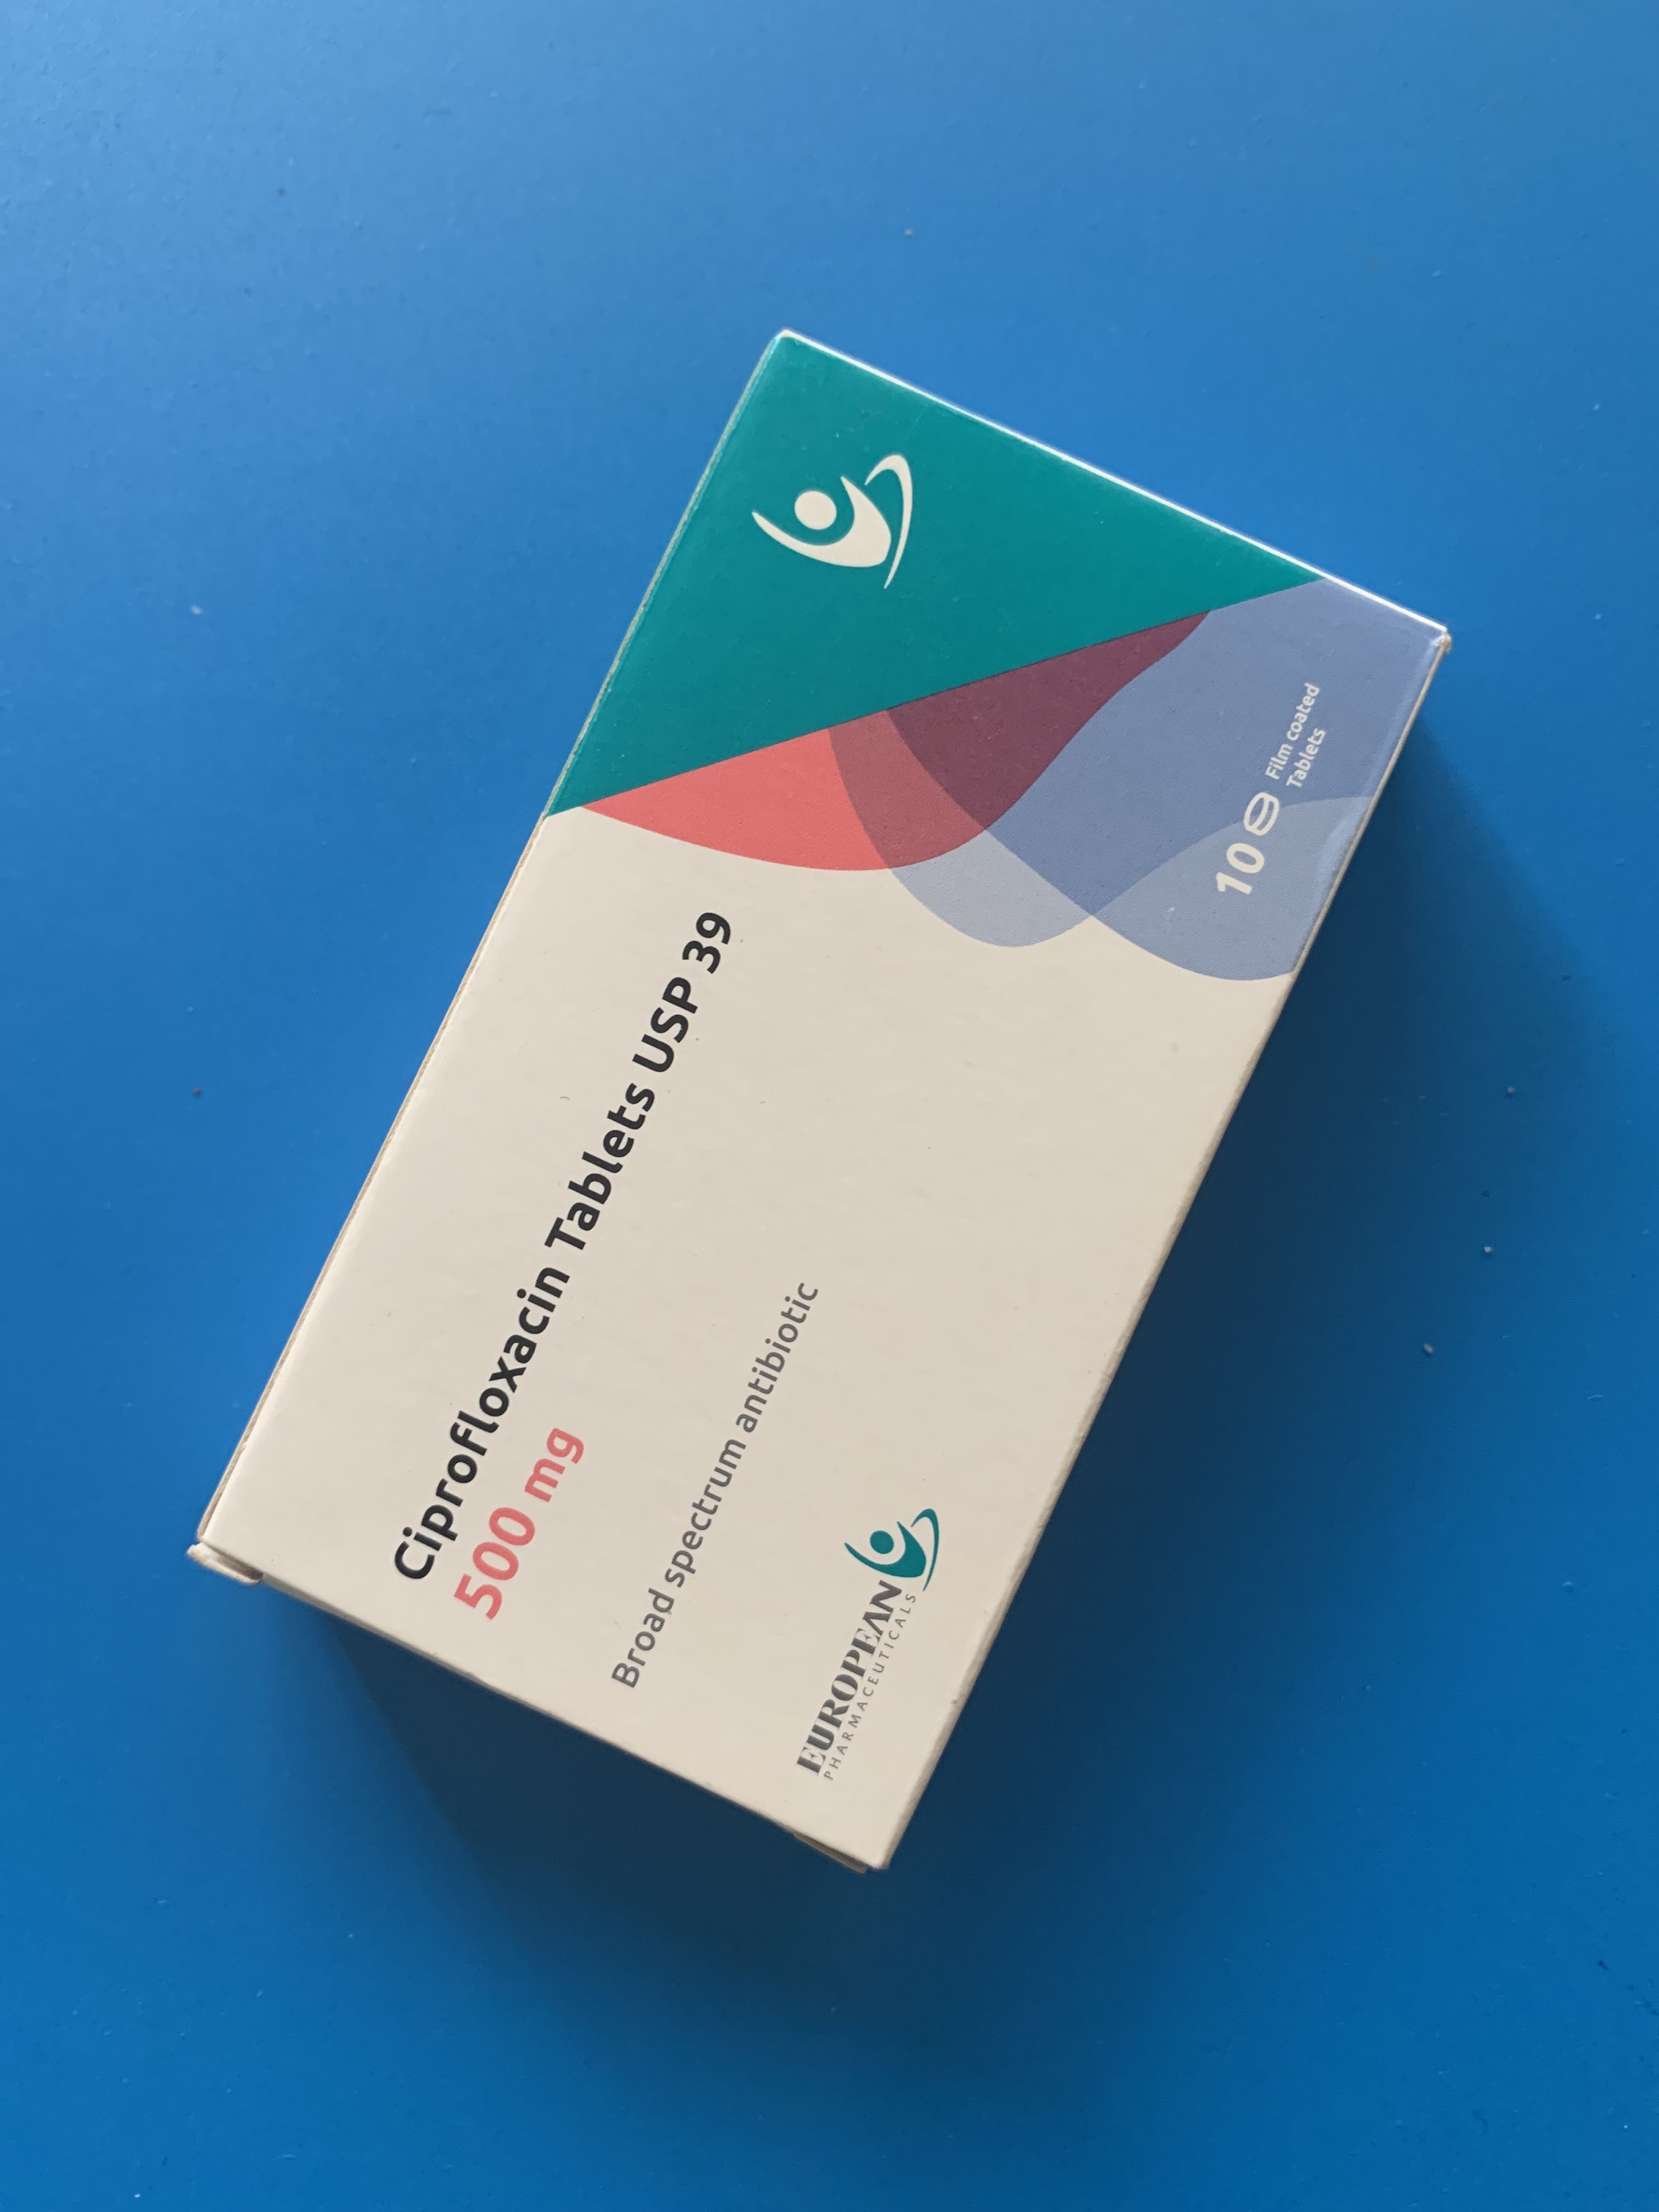 Ciprofloxacin Tablets USP 39
500 mg
Broad spectrum antibiotic
EUROPEAN
PHARMACEUTICALS
10 Film coated
Tablets